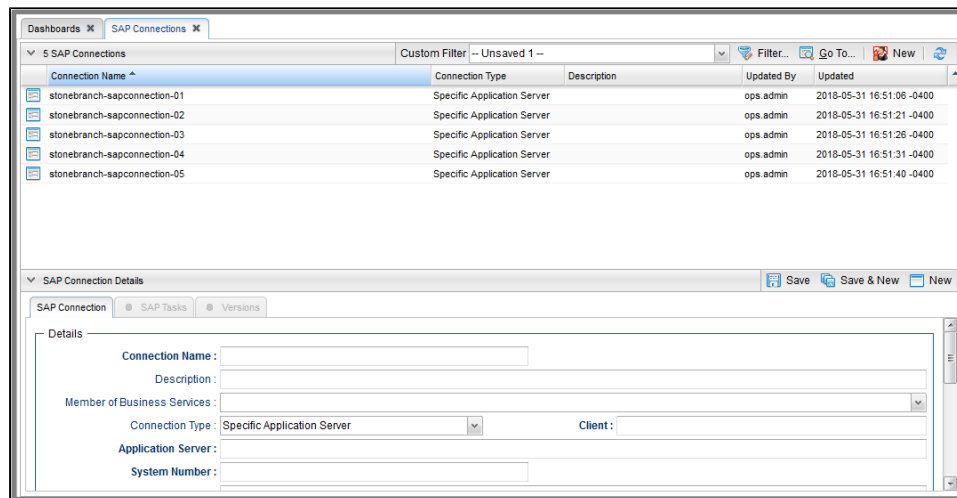 Dashboards SAP Connections
5 SAP Connections Custom Filter -- Unsaved 1 -- Filter... Go To... New
Connection Name Connection Type Description Updated By Updated
stonebranch-sapconnection-01 Specific Application Server ops.admin 2018-05-31 16:51:06 -0400
stonebranch-sapconnection-02 Specific Application Server ops.admin 2018-05-31 16:51:21 -0400
stonebranch-sapconnection-03 Specific Application Server ops.admin 2018-05-31 16:51:26 -0400
stonebranch-sapconnection-04 Specific Application Server ops.admin 2018-05-31 16:51:31 -0400
stonebranch-sapconnection-05 Specific Application Server ops.admin 2018-05-31 16:51:40 -0400
SAP Connection Details Save Save & New New
SAP Connection SAP Tasks Versions
Details
Connection Name :
Description :
Member of Business Services :
Connection Type : Specific Application Server Client :
Application Server :
System Number :